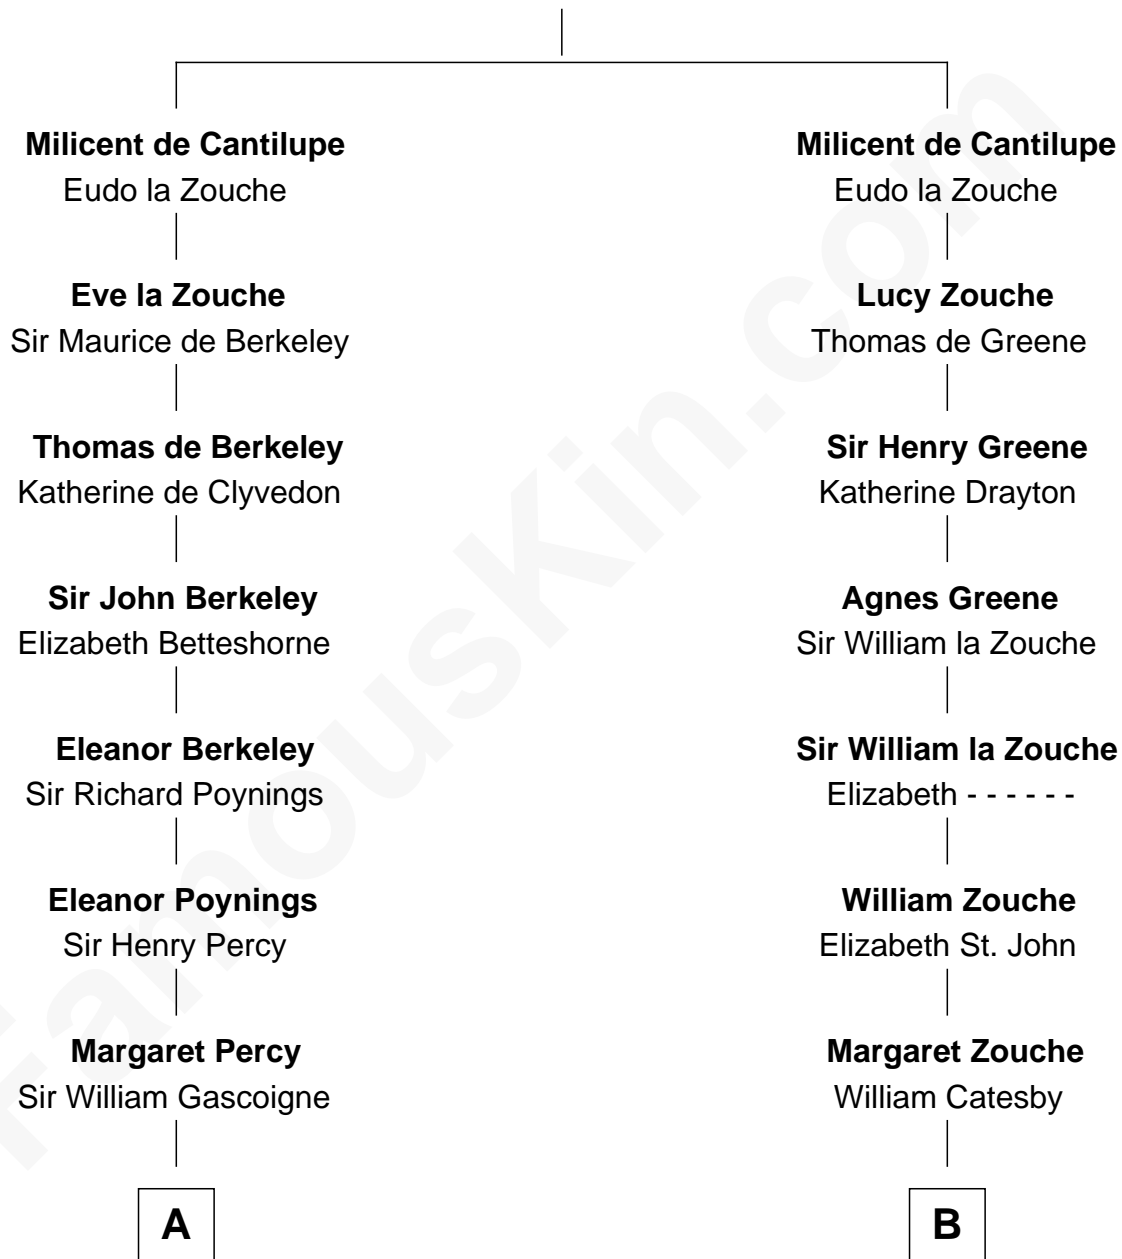 Milicent de Cantilupe
Eudo la Zouche
Eve la Zouche
Sir Maurice de Berkeley
Thomas de Berkeley
Katherine de Clyvedon
Sir John Berkeley
Elizabeth Betteshorne
Eleanor Berkeley
Sir Richard Poynings
Eleanor Poynings
Sir Henry Percy
Margaret Percy
Sir William Gascoigne
A
Milicent de Cantilupe
Eudo la Zouche
Lucy Zouche
Thomas de Greene
Sir Henry Greene
Katherine Drayton
Agnes Greene
Sir William la Zouche
Sir William la Zouche
Elizabeth - - - - - -
William Zouche
Elizabeth St. John
Margaret Zouche
William Catesby
B
FamousKin.com